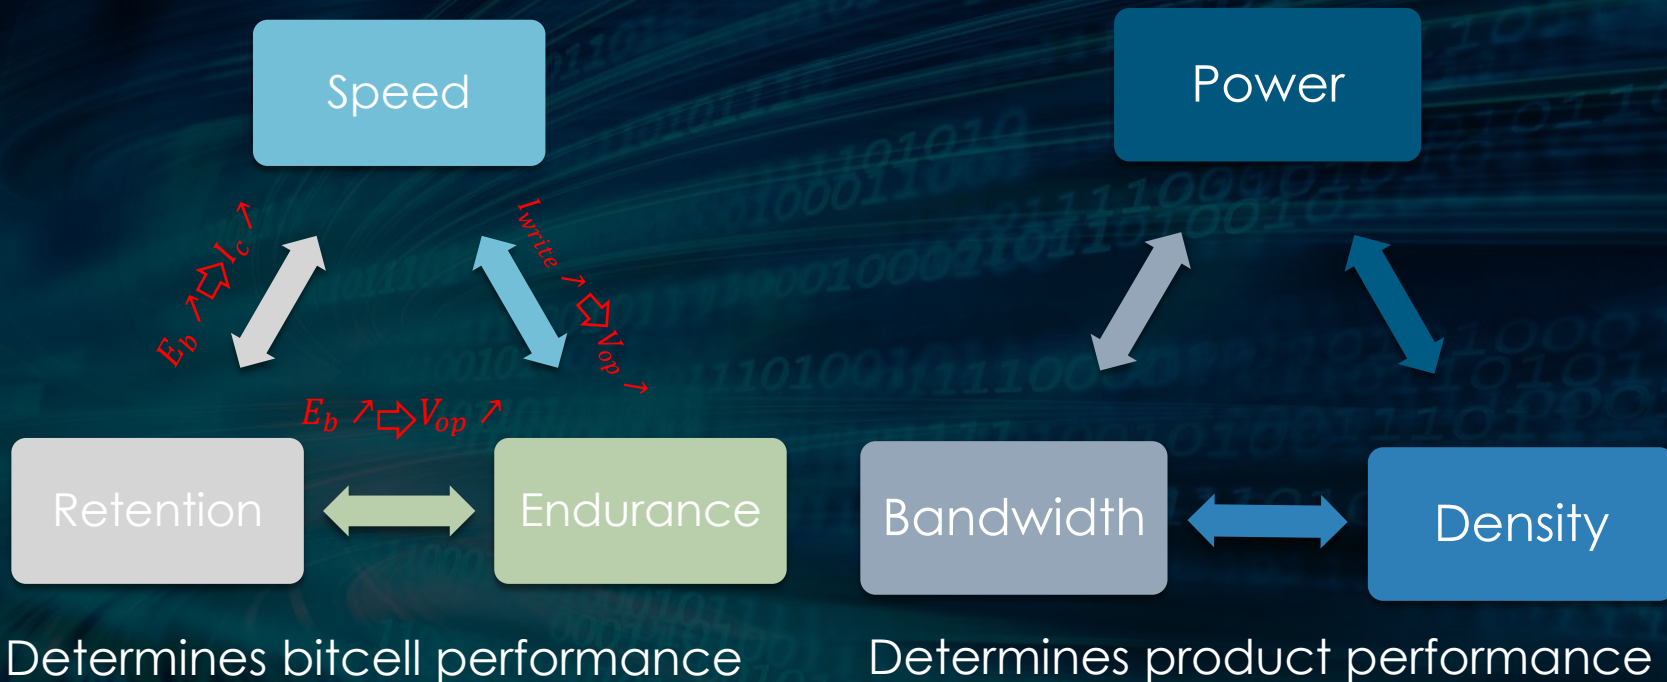 Speed
Power
E_b ↗ ⇨ I_c ↗
I_write ↗ ⇨ V_op ↗
E_b ↗ ⇨ V_op ↗
Retention
Endurance
Bandwidth
Density
Determines bitcell performance
Determines product performance